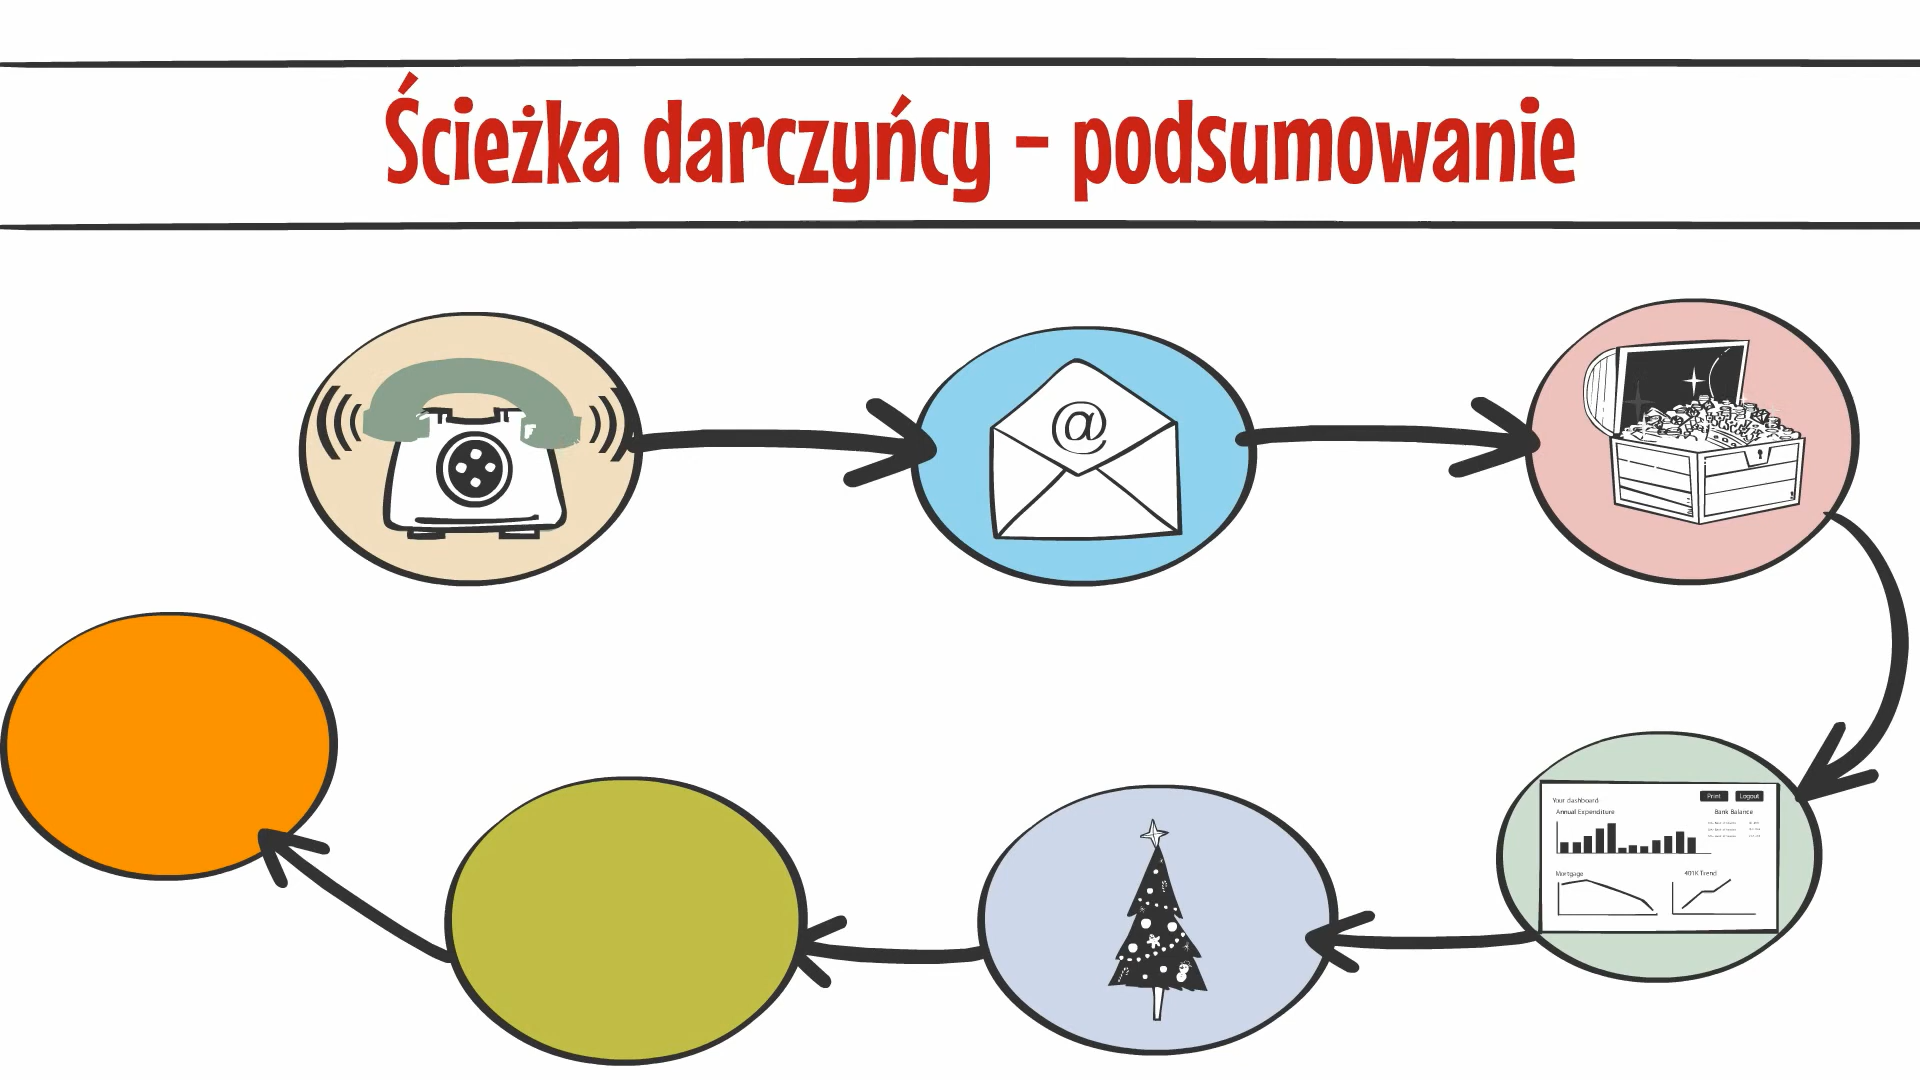 Ścieżka darczyńcy - podsumowanie
@
Your dashboard
Print
Logout
Annual Expenditure
Bank Balance
Mortgage
401K Trend